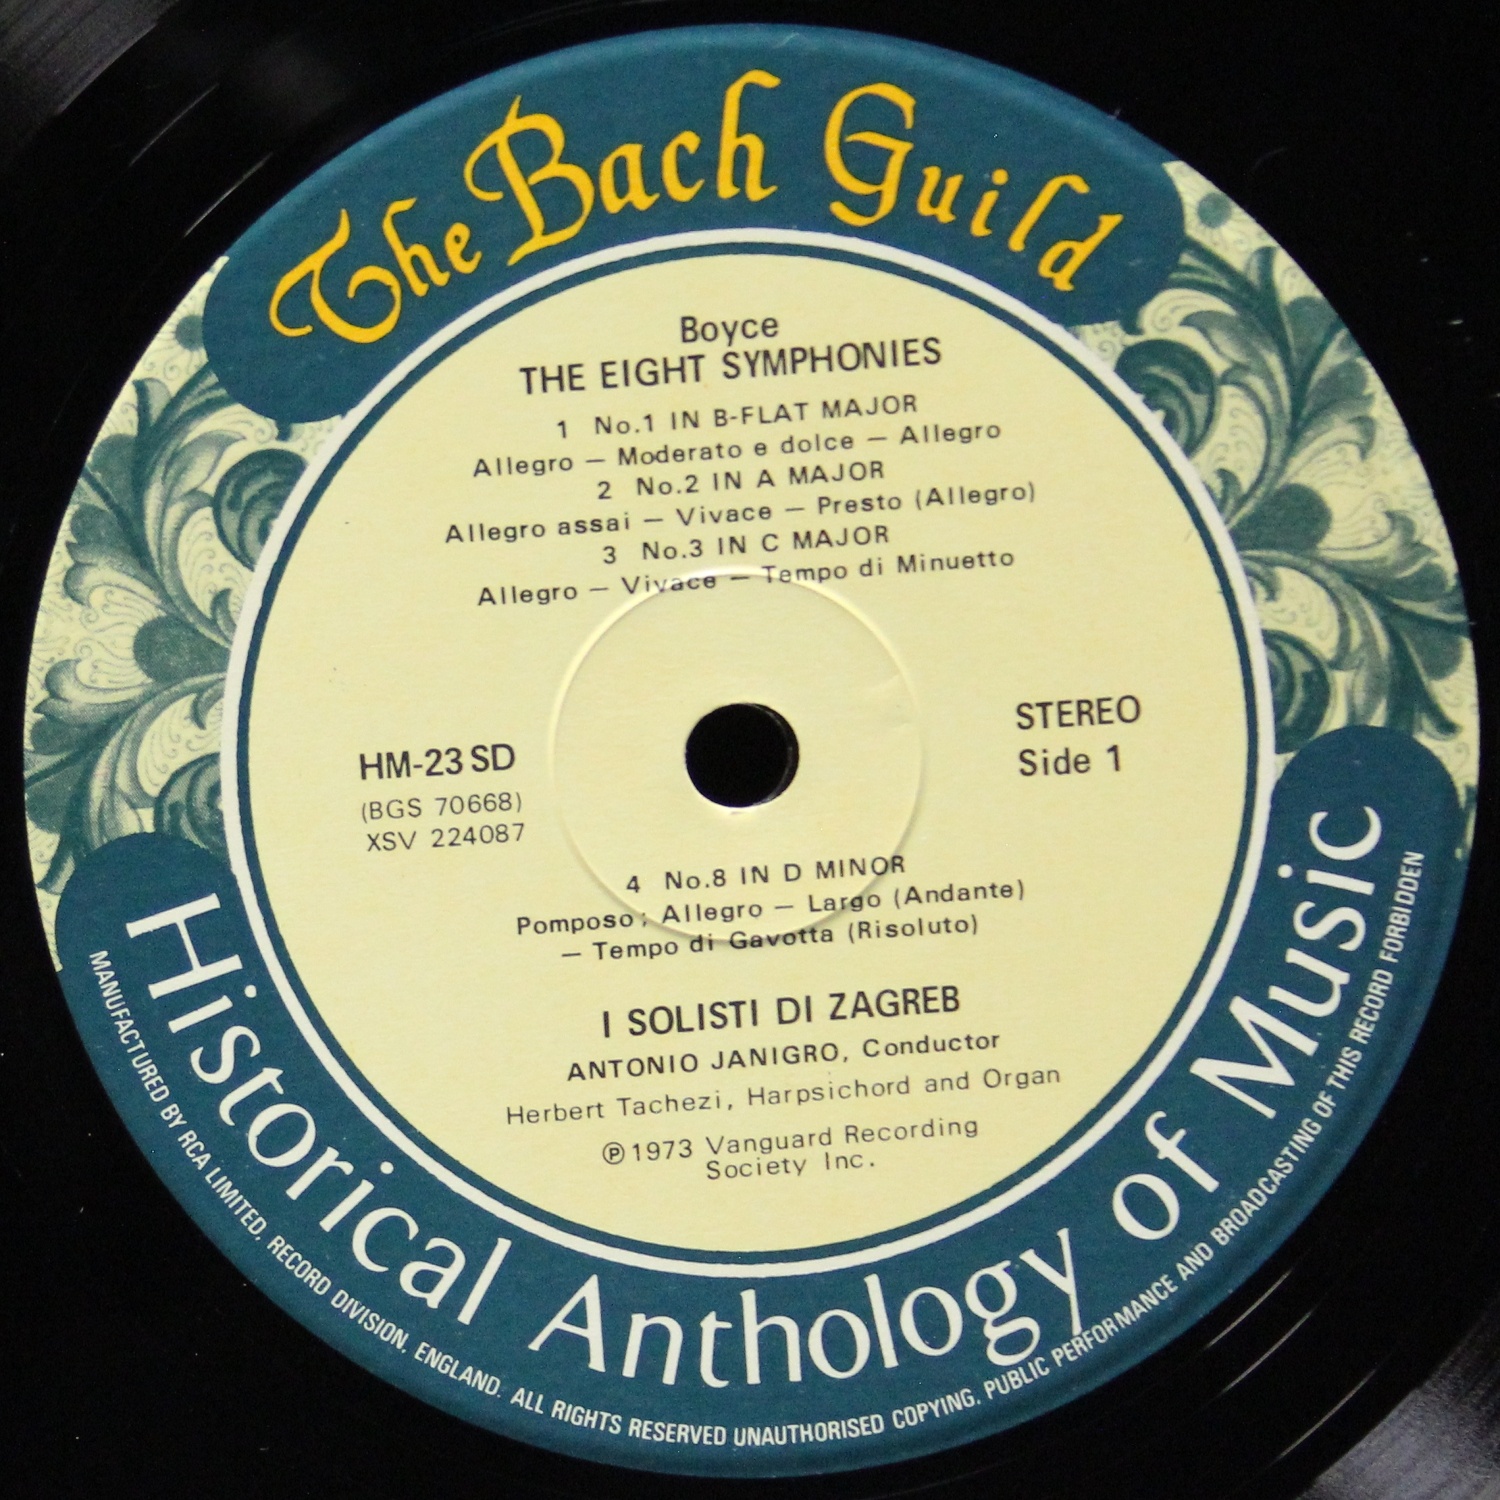 The Bach Guild
Boyce
THE EIGHT SYMPHONIES
1 No.1 IN B-FLAT MAJOR
Allegro — Moderato e dolce — Allegro
2 No.2 IN A MAJOR
Allegro assai — Vivace — Presto (Allegro)
3 No.3 IN C MAJOR
Allegro — Vivace — Tempo di Minuetto
HM-23 SD
(BGS 70668)
XSV 224087
STEREO
Side 1
4 No.8 IN D MINOR
Pomposo; Allegro — Largo (Andante)
— Tempo di Gavotta (Risoluto)
I SOLISTI DI ZAGREB
ANTONIO JANIGRO, Conductor
Herbert Tachezi, Harpsichord and Organ
℗1973 Vanguard Recording
Society Inc.
Historical Anthology of Music
MANUFACTURED BY RCA LIMITED, RECORD DIVISION, ENGLAND. ALL RIGHTS RESERVED UNAUTHORISED COPYING, PUBLIC PERFORMANCE AND BROADCASTING OF THIS RECORD FORBIDDEN